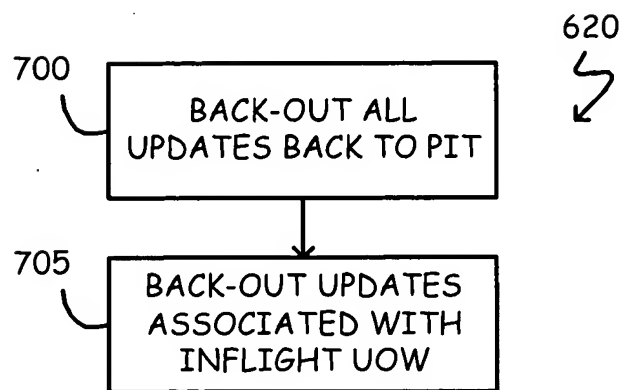 620
700
BACK-OUT ALL
UPDATES BACK TO PIT
705
BACK-OUT UPDATES
ASSOCIATED WITH
INFLIGHT UOW